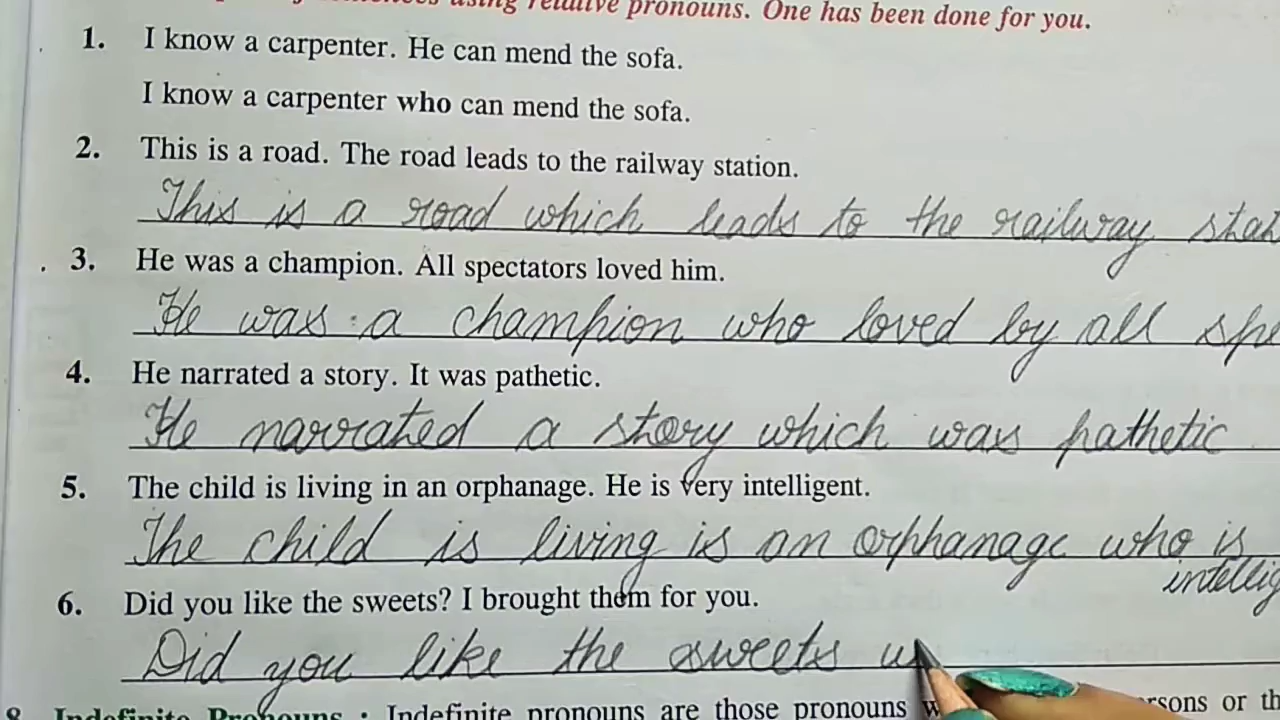 sentences using relative pronouns. One has been done for you.
1. I know a carpenter. He can mend the sofa.
I know a carpenter who can mend the sofa.
2. This is a road. The road leads to the railway station.
This is a road which leads to the railway
3. He was a champion. All spectators loved him.
He was a champion who loved by all spe
4. He narrated a story. It was pathetic.
He narrated a story which was pathetic
5. The child is living in an orphanage. He is very intelligent.
The child is living is an orphanage who is
intellig
6. Did you like the sweets? I brought them for you.
Did you like the sweets w
8. Indefinite Pronouns : Indefinite pronouns are those pronouns rsons or th